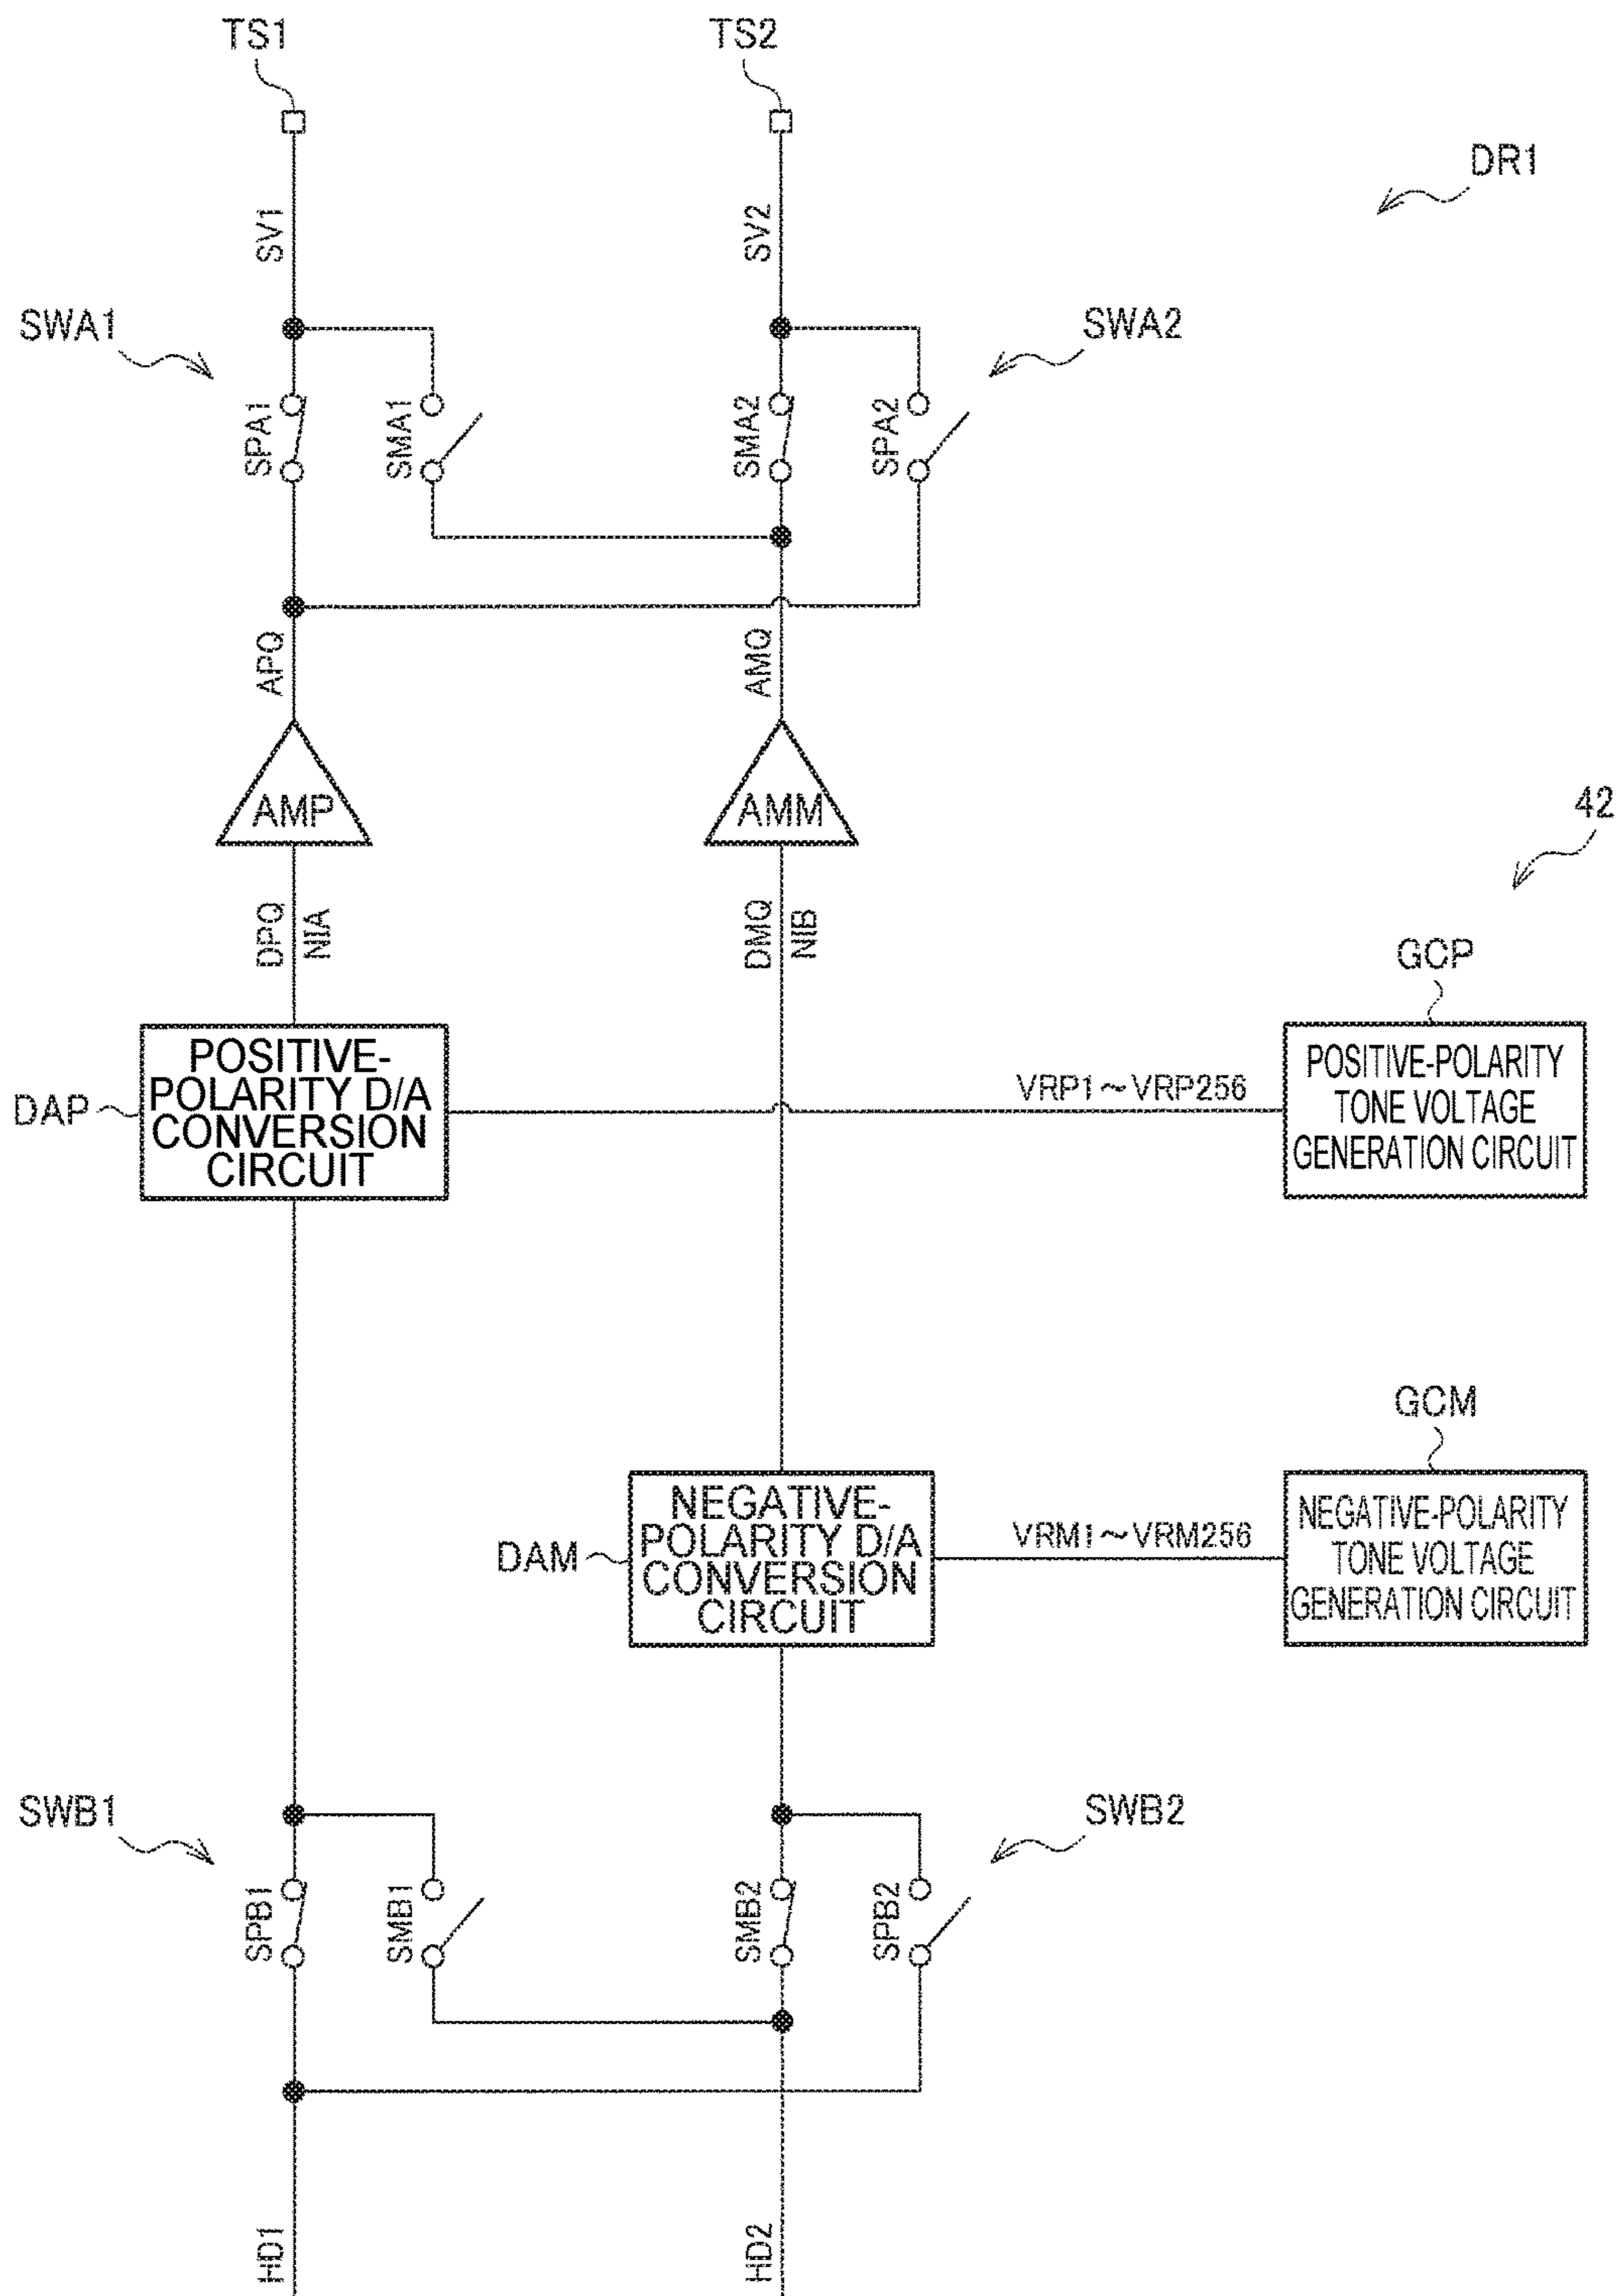 TS1
TS2
DR1
SV1
SV2
SWA1
SWA2
SPA1
SMA1
SMA2
SPA2
APQ
AMQ
AMP
AMM
42
DPQ
NIA
DMQ
NIB
GCP
DAP
POSITIVE-
POLARITY D/A
CONVERSION
CIRCUIT
VRP1~VRP256
POSITIVE-POLARITY
TONE VOLTAGE
GENERATION CIRCUIT
GCM
DAM
NEGATIVE-
POLARITY D/A
CONVERSION
CIRCUIT
VRM1~VRM256
NEGATIVE-POLARITY
TONE VOLTAGE
GENERATION CIRCUIT
SWB1
SWB2
SPB1
SMB1
SMB2
SPB2
HD1
HD2